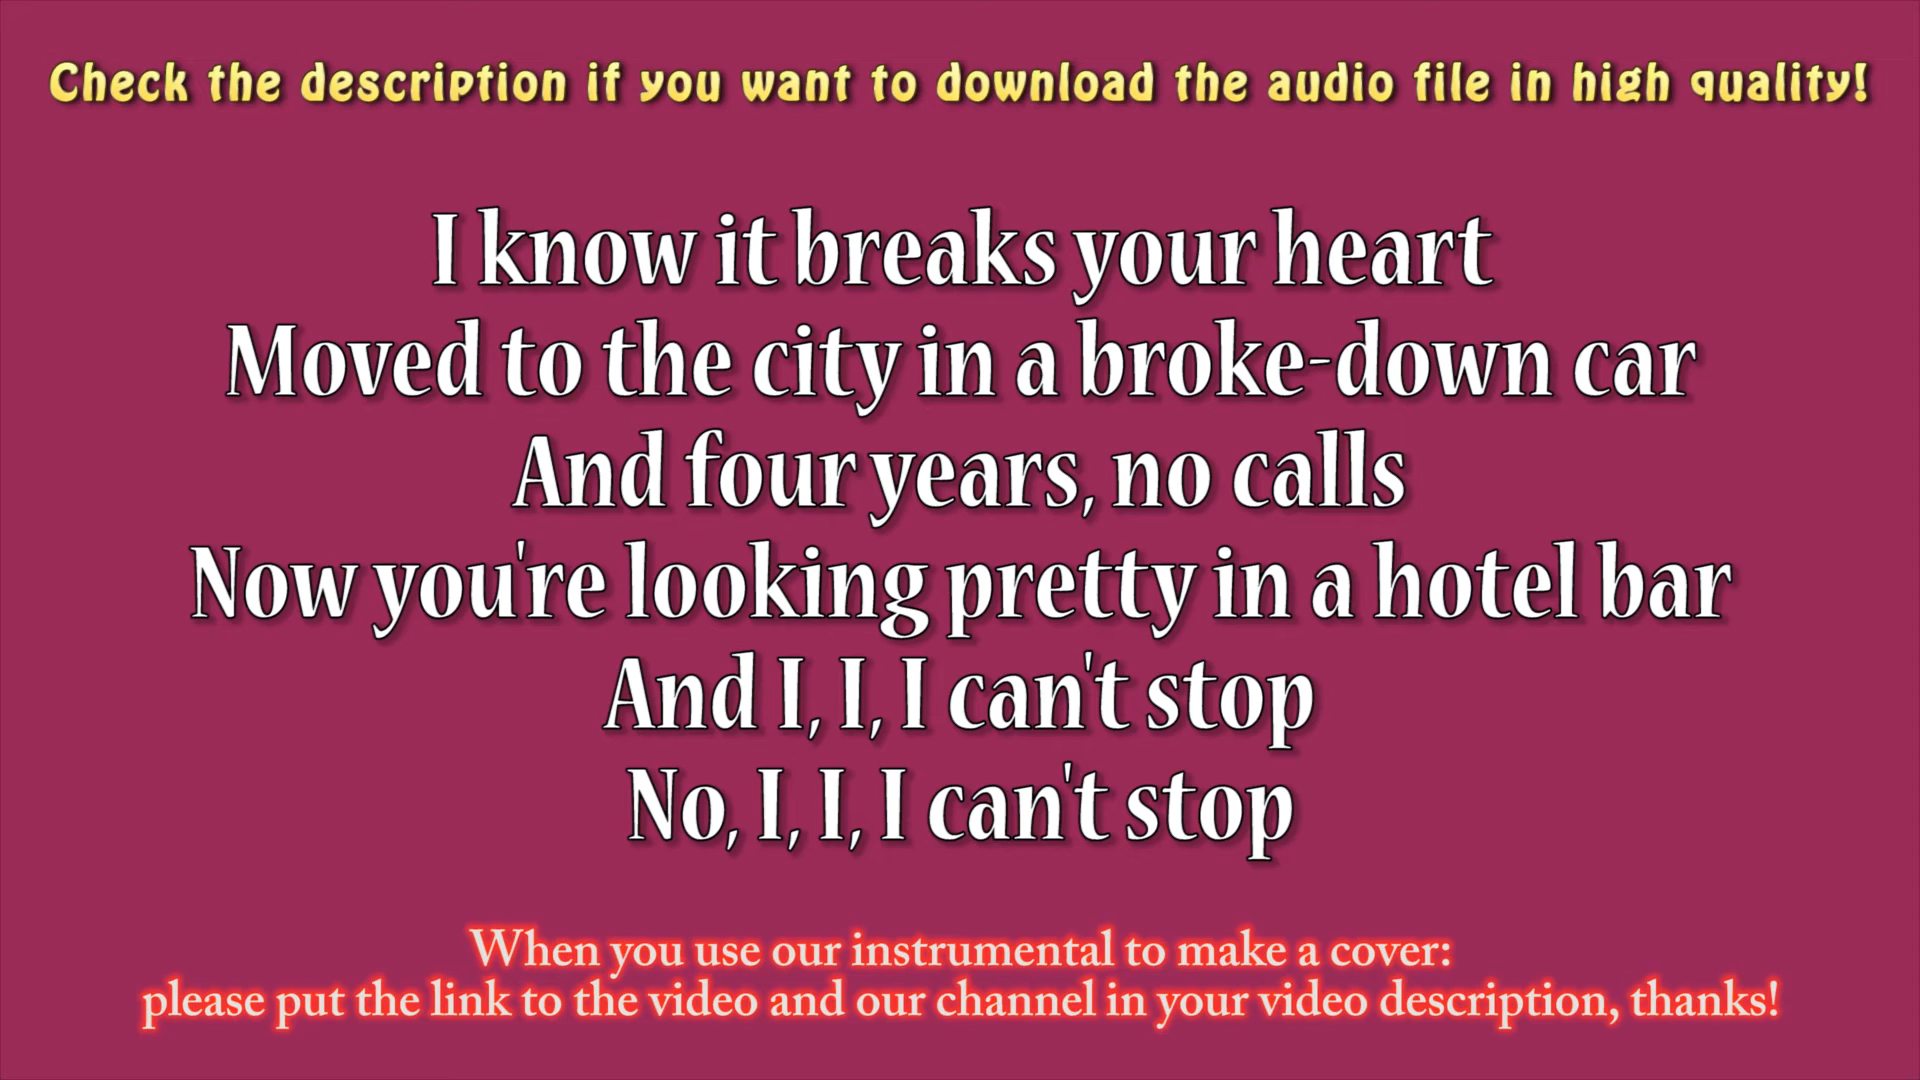 Check the description if you want to download the audio file in high quality!
I know it breaks your heart
Moved to the city in a broke-down car
And four years, no calls
Now you're looking pretty in a hotel bar
And I, I, I can't stop
No, I, I, I can't stop
When you use our instrumental to make a cover:
please put the link to the video and our channel in your video description, thanks!